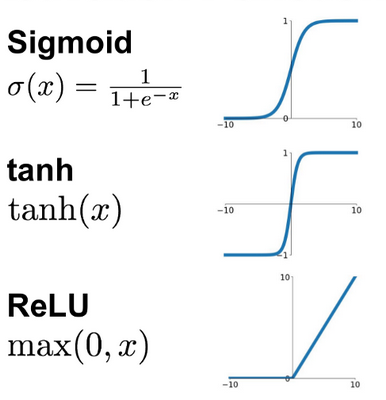 Sigmoid
σ(x) = 1/(1+e^−x)
1
0
−10
10
tanh
tanh(x)
1
−10
10
−1
ReLU
max(0, x)
10
0
−10
10